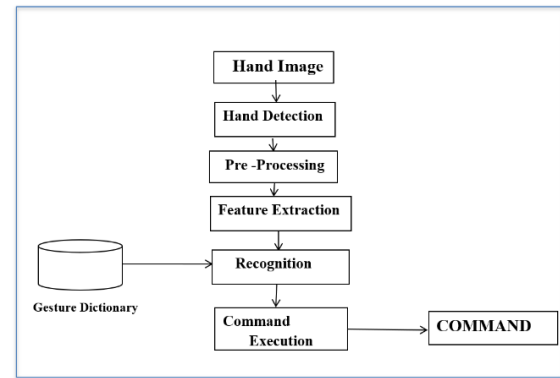 Hand Image
Hand Detection
Pre -Processing
Feature Extraction
Recognition
Gesture Dictionary
Command
Execution
COMMAND